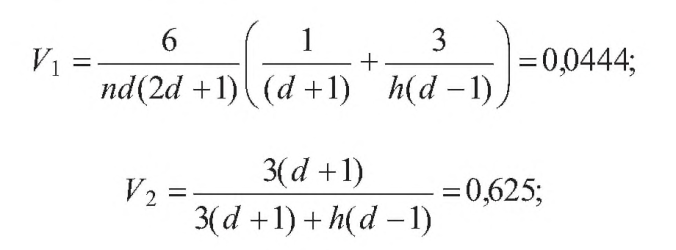 V₁ = 6 / (nd(2d + 1)) (1 / (d + 1) + 3 / (h(d − 1))) = 0,0444;
V₂ = 3(d + 1) / (3(d + 1) + h(d − 1)) = 0,625;